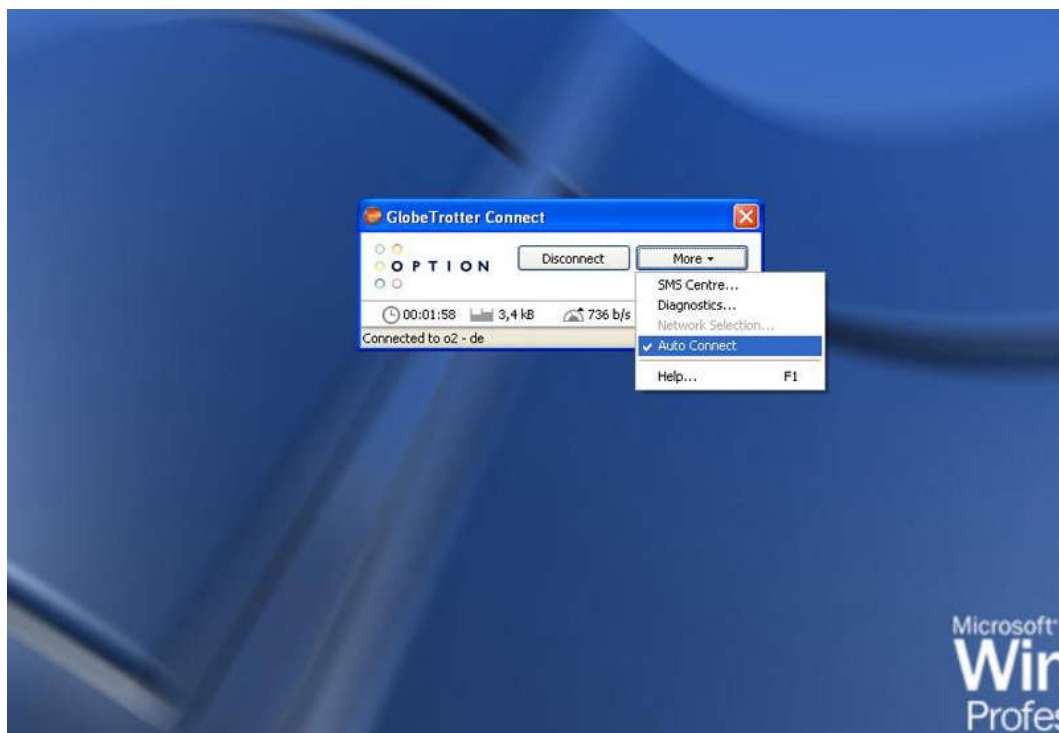 GlobeTrotter Connect
OPTION
Disconnect
More
00:01:58 3,4 kB 736 b/s
Connected to o2 - de
SMS Centre...
Diagnostics...
Network Selection...
Auto Connect
Help... F1
Microsoft
Win
Profes